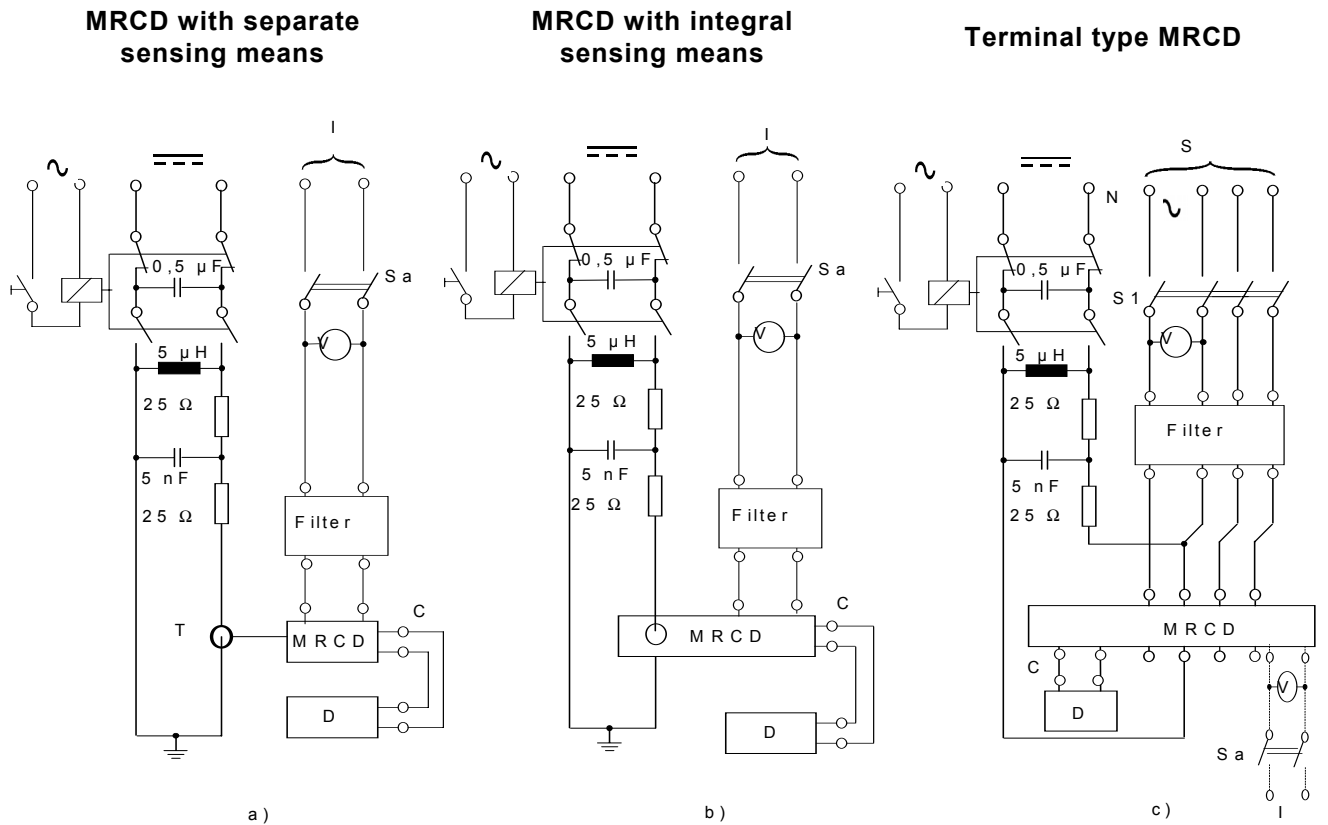 MRCD with separate
sensing means
MRCD with integral
sensing means
Terminal type MRCD
I
∼
0,5 µF
Sa
V
5 µH
25 Ω
5 nF
25 Ω
Filter
T
MRCD
C
D
a)
I
∼
0,5 µF
Sa
V
5 µH
25 Ω
5 nF
25 Ω
Filter
MRCD
C
D
b)
S
∼
N
∼
0,5 µF
S1
V
5 µH
25 Ω
Filter
5 nF
25 Ω
MRCD
C
D
V
Sa
I
c)